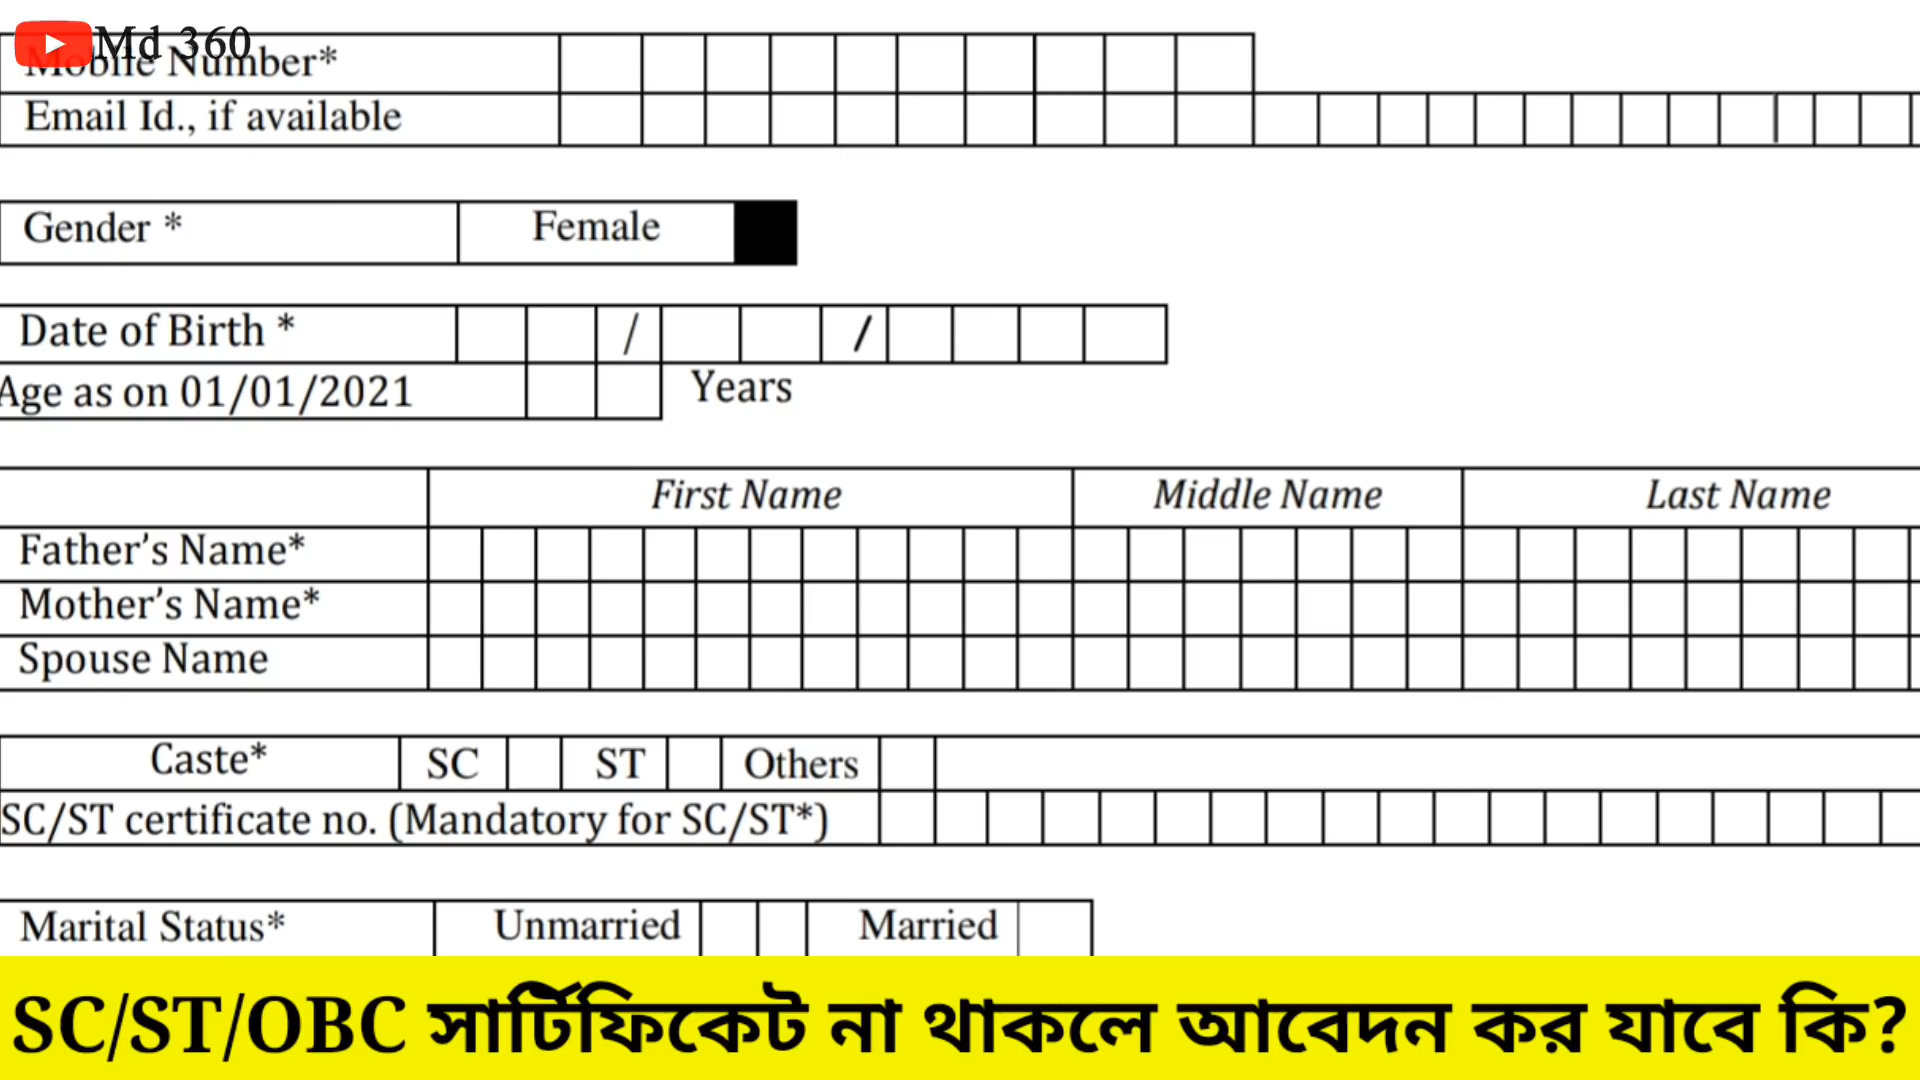 Md 360
Mobile Number*
Email Id., if available
Gender * Female
Date of Birth * / /
Age as on 01/01/2021 Years
First Name Middle Name Last Name
Father’s Name*
Mother’s Name*
Spouse Name
Caste* SC ST Others
SC/ST certificate no. (Mandatory for SC/ST*)
Marital Status* Unmarried Married
SC/ST/OBC সার্টিফিকেট না থাকলে আবেদন কর যাবে কি?